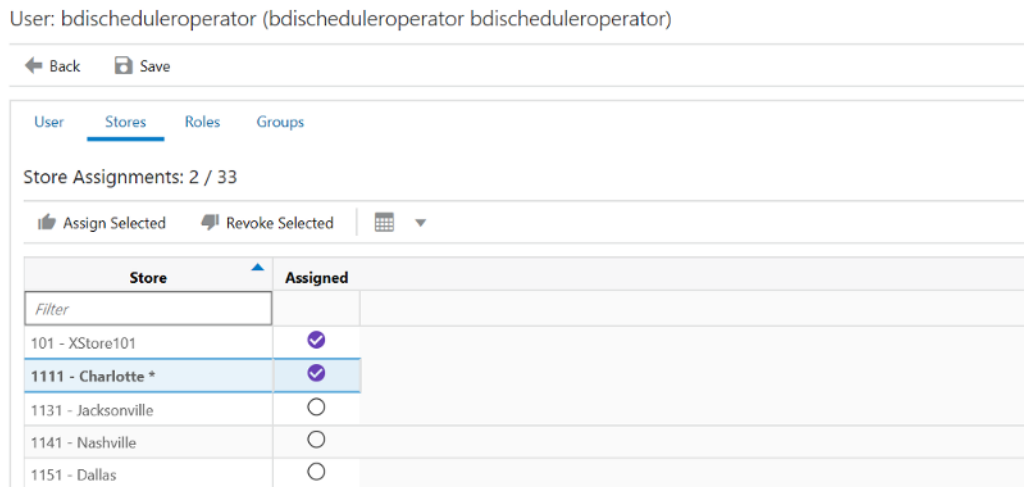 User: bdischeduleroperator (bdischeduleroperator bdischeduleroperator)
Back Save
User Stores Roles Groups
Store Assignments: 2 / 33
Assign Selected Revoke Selected
Store Assigned
Filter
101 - XStore101
1111 - Charlotte *
1131 - Jacksonville
1141 - Nashville
1151 - Dallas